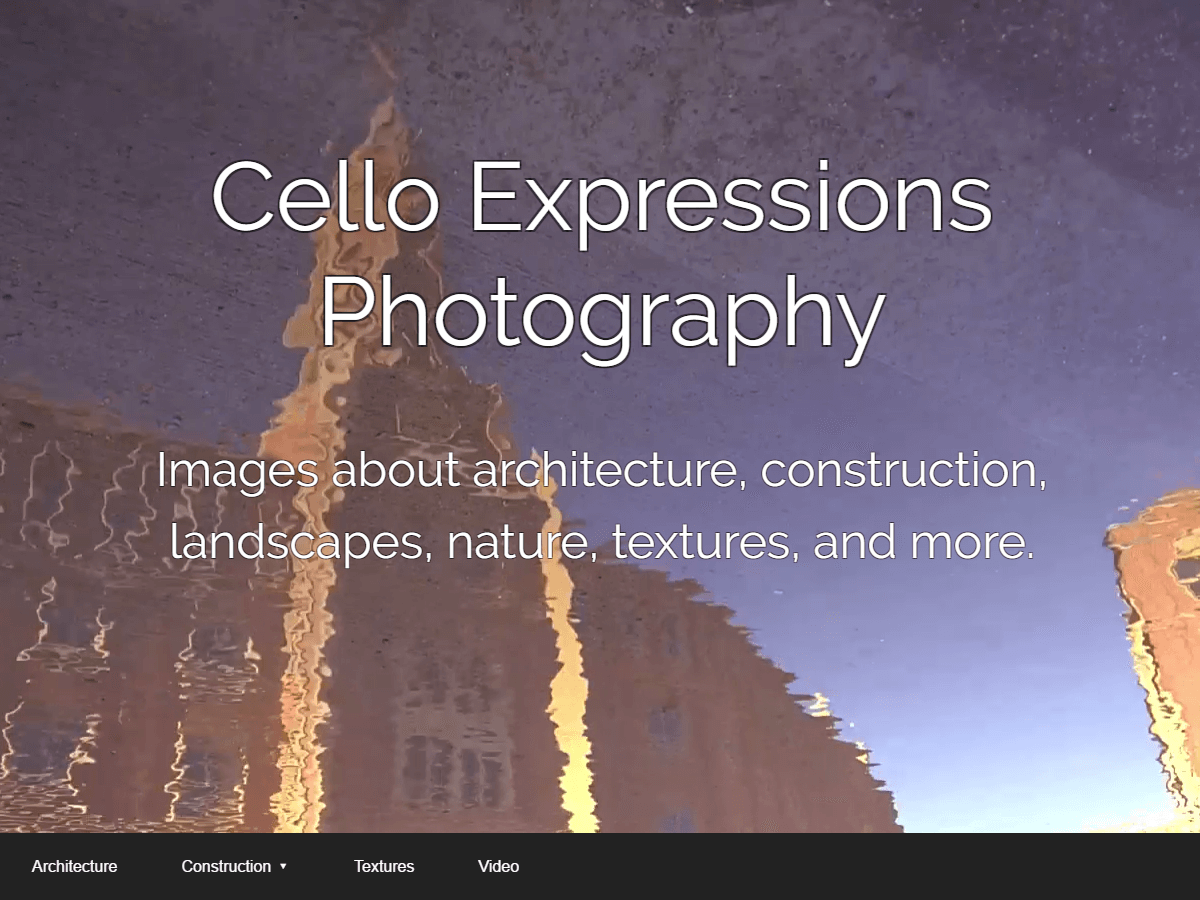 Cello Expressions
Photography
Images about architecture, construction,
landscapes, nature, textures, and more.
Architecture
Construction
Textures
Video